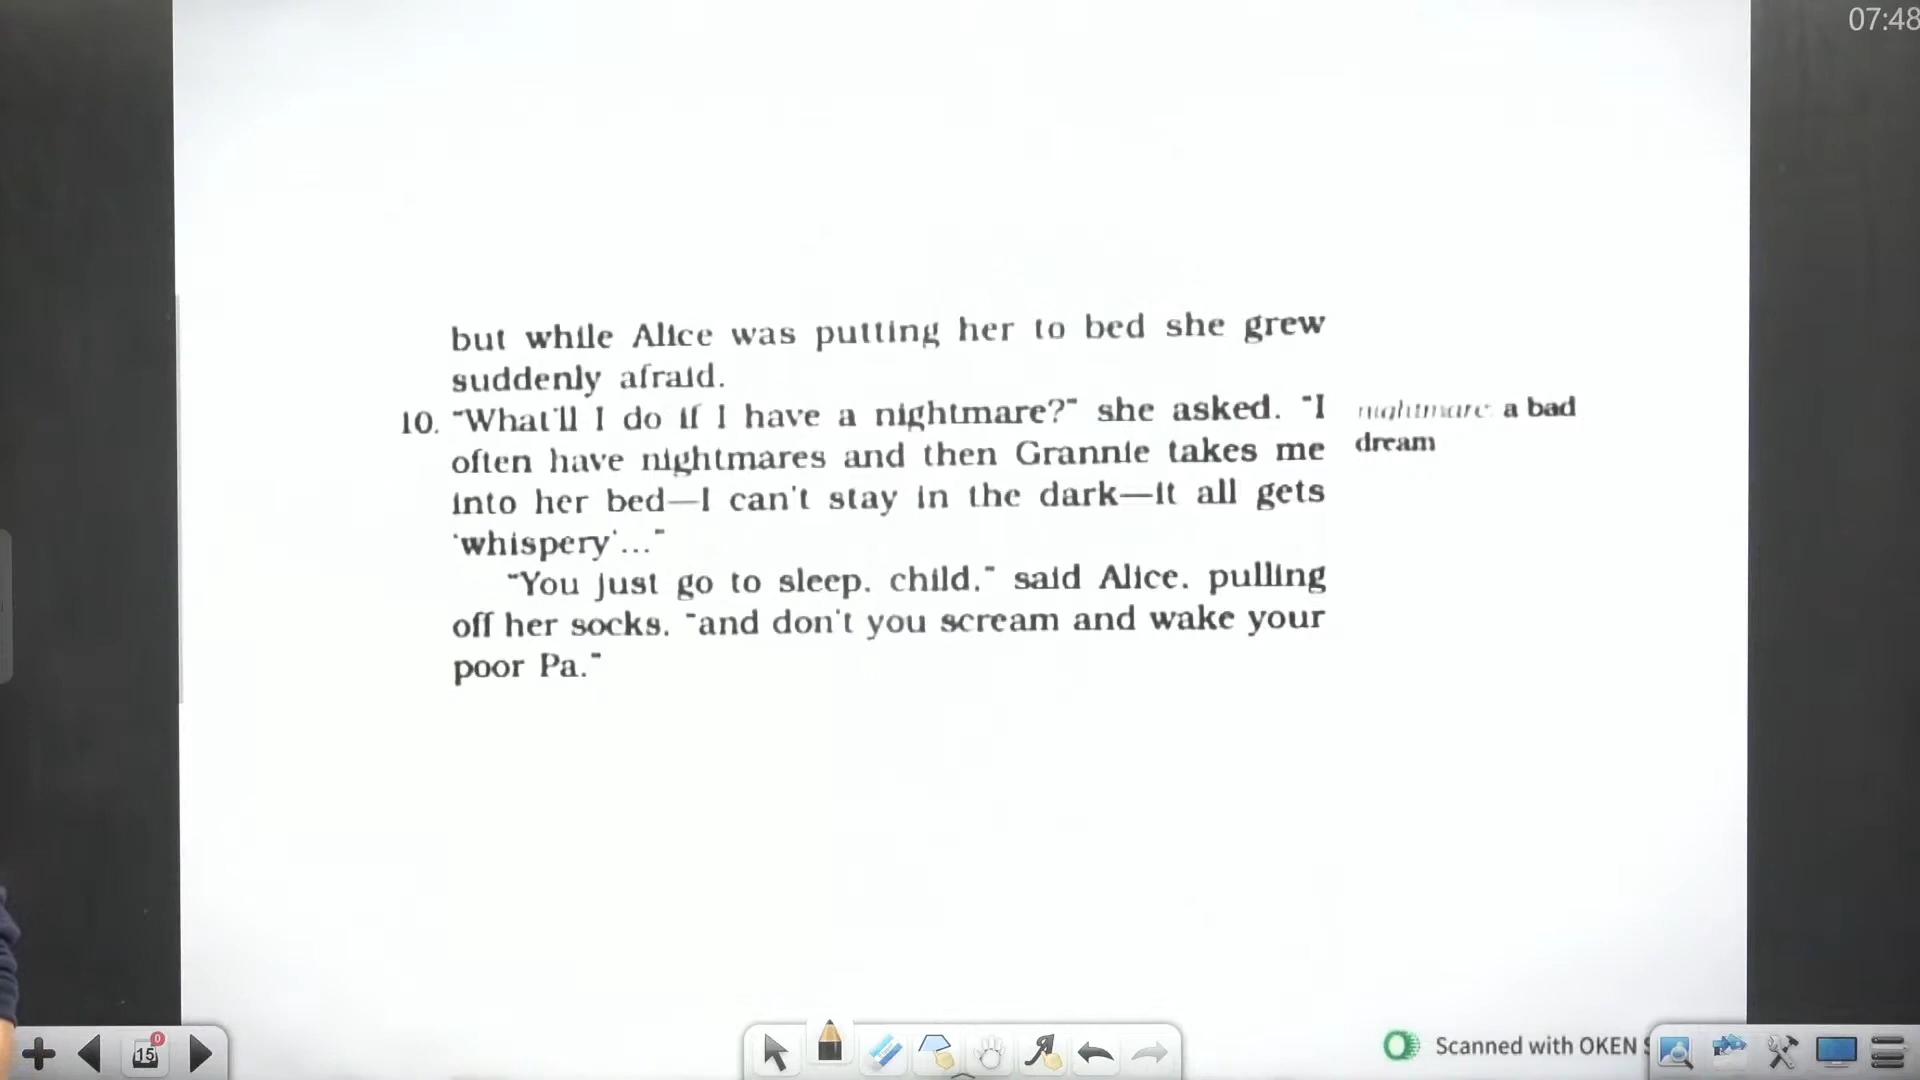 07:48
but while Alice was putting her to bed she grew
suddenly afraid.
10. "What'll I do if I have a nightmare?" she asked. "I
often have nightmares and then Grannie takes me
into her bed—I can't stay in the dark—it all gets
'whispery'..."
"You just go to sleep, child," said Alice, pulling
off her socks, "and don't you scream and wake your
poor Pa."
nightmare: a bad
dream
15
0
Scanned with OKEN